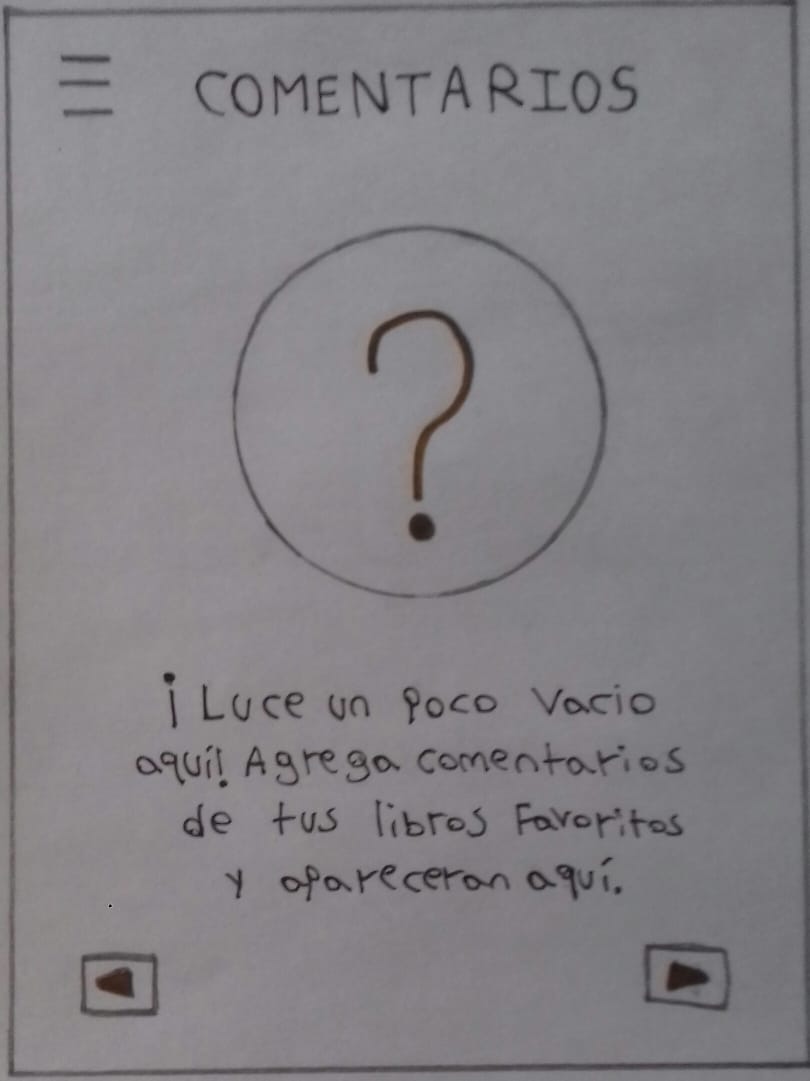 COMENTARIOS
?
¡Luce un poco vacio
aquí! Agrega comentarios
de tus libros Favoritos
y apareceran aquí.